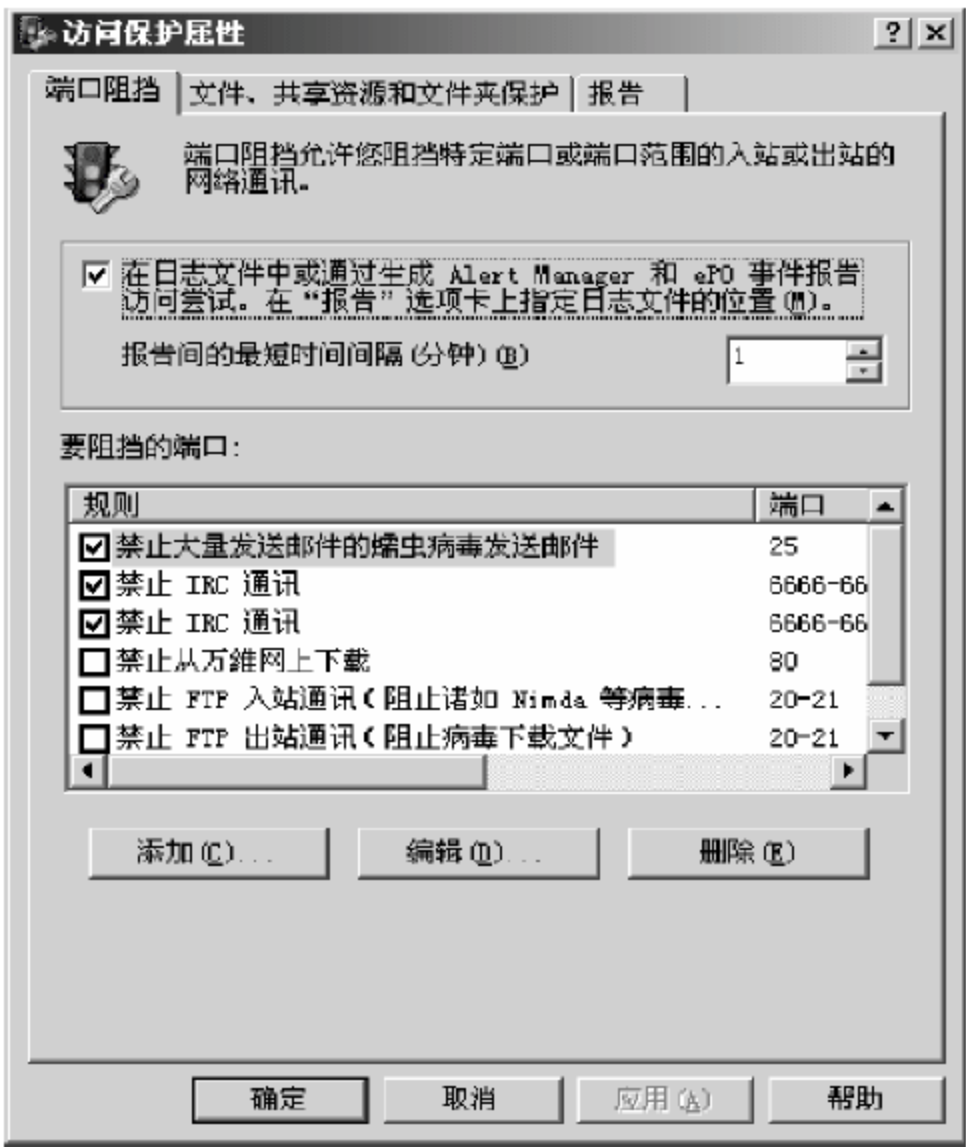 访问保护属性
端口阻挡 文件、共享资源和文件夹保护 报告
端口阻挡允许您阻挡特定端口或端口范围的入站或出站的
网络通讯。
在日志文件中或通过生成 Alert Manager 和 ePO 事件报告
访问尝试。在“报告”选项卡上指定日志文件的位置(M)。
报告间的最短时间间隔(分钟)(B) 1
要阻挡的端口:
规则 端口
禁止大量发送邮件的蠕虫病毒发送邮件 25
禁止 IRC 通讯 6666-66
禁止 IRC 通讯 6666-66
禁止从万维网上下载 80
禁止 FTP 入站通讯(阻止诸如 Nimda 等病毒... 20-21
禁止 FTP 出站通讯(阻止病毒下载文件) 20-21
添加(C)... 编辑(D)... 删除(E)
确定 取消 应用(A) 帮助